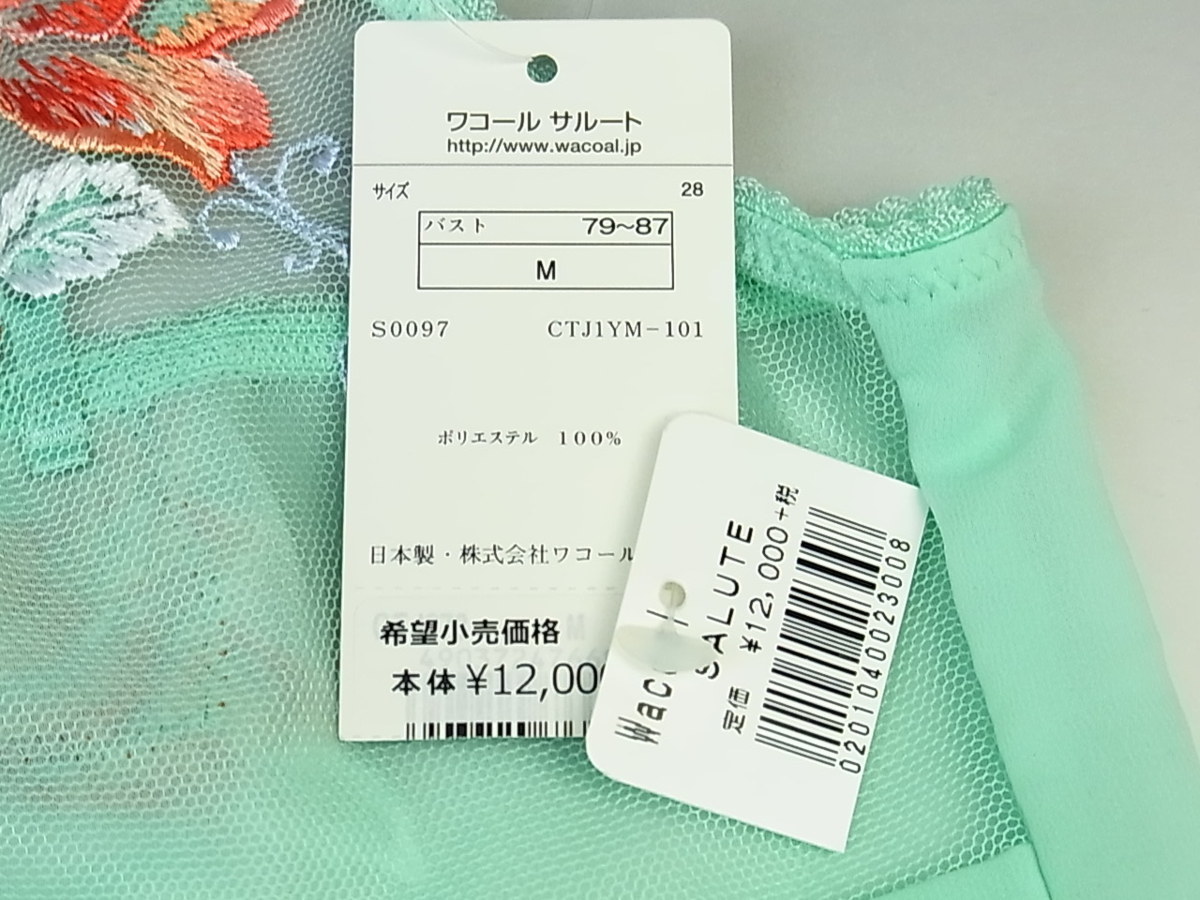 ワコール サルート
http://www.wacoal.jp
サイズ 28
バスト 79~87
M
S0097 CTJ1YM-101
ポリエステル 100%
日本製・株式会社ワコール
希望小売価格
本体 ¥12,000
SALUTE
定価 ¥12,000+税
0201040023008